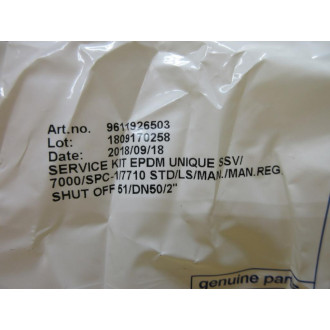 Art.no. 9611926503
Lot: 1809170258
Date: 2018/09/18
SERVICE KIT EPDM UNIQUE SSV/
7000/SPC-1/7710 STD/LS/MAN./MAN.REG
SHUT OFF 51/DN50/2"
genuine parts